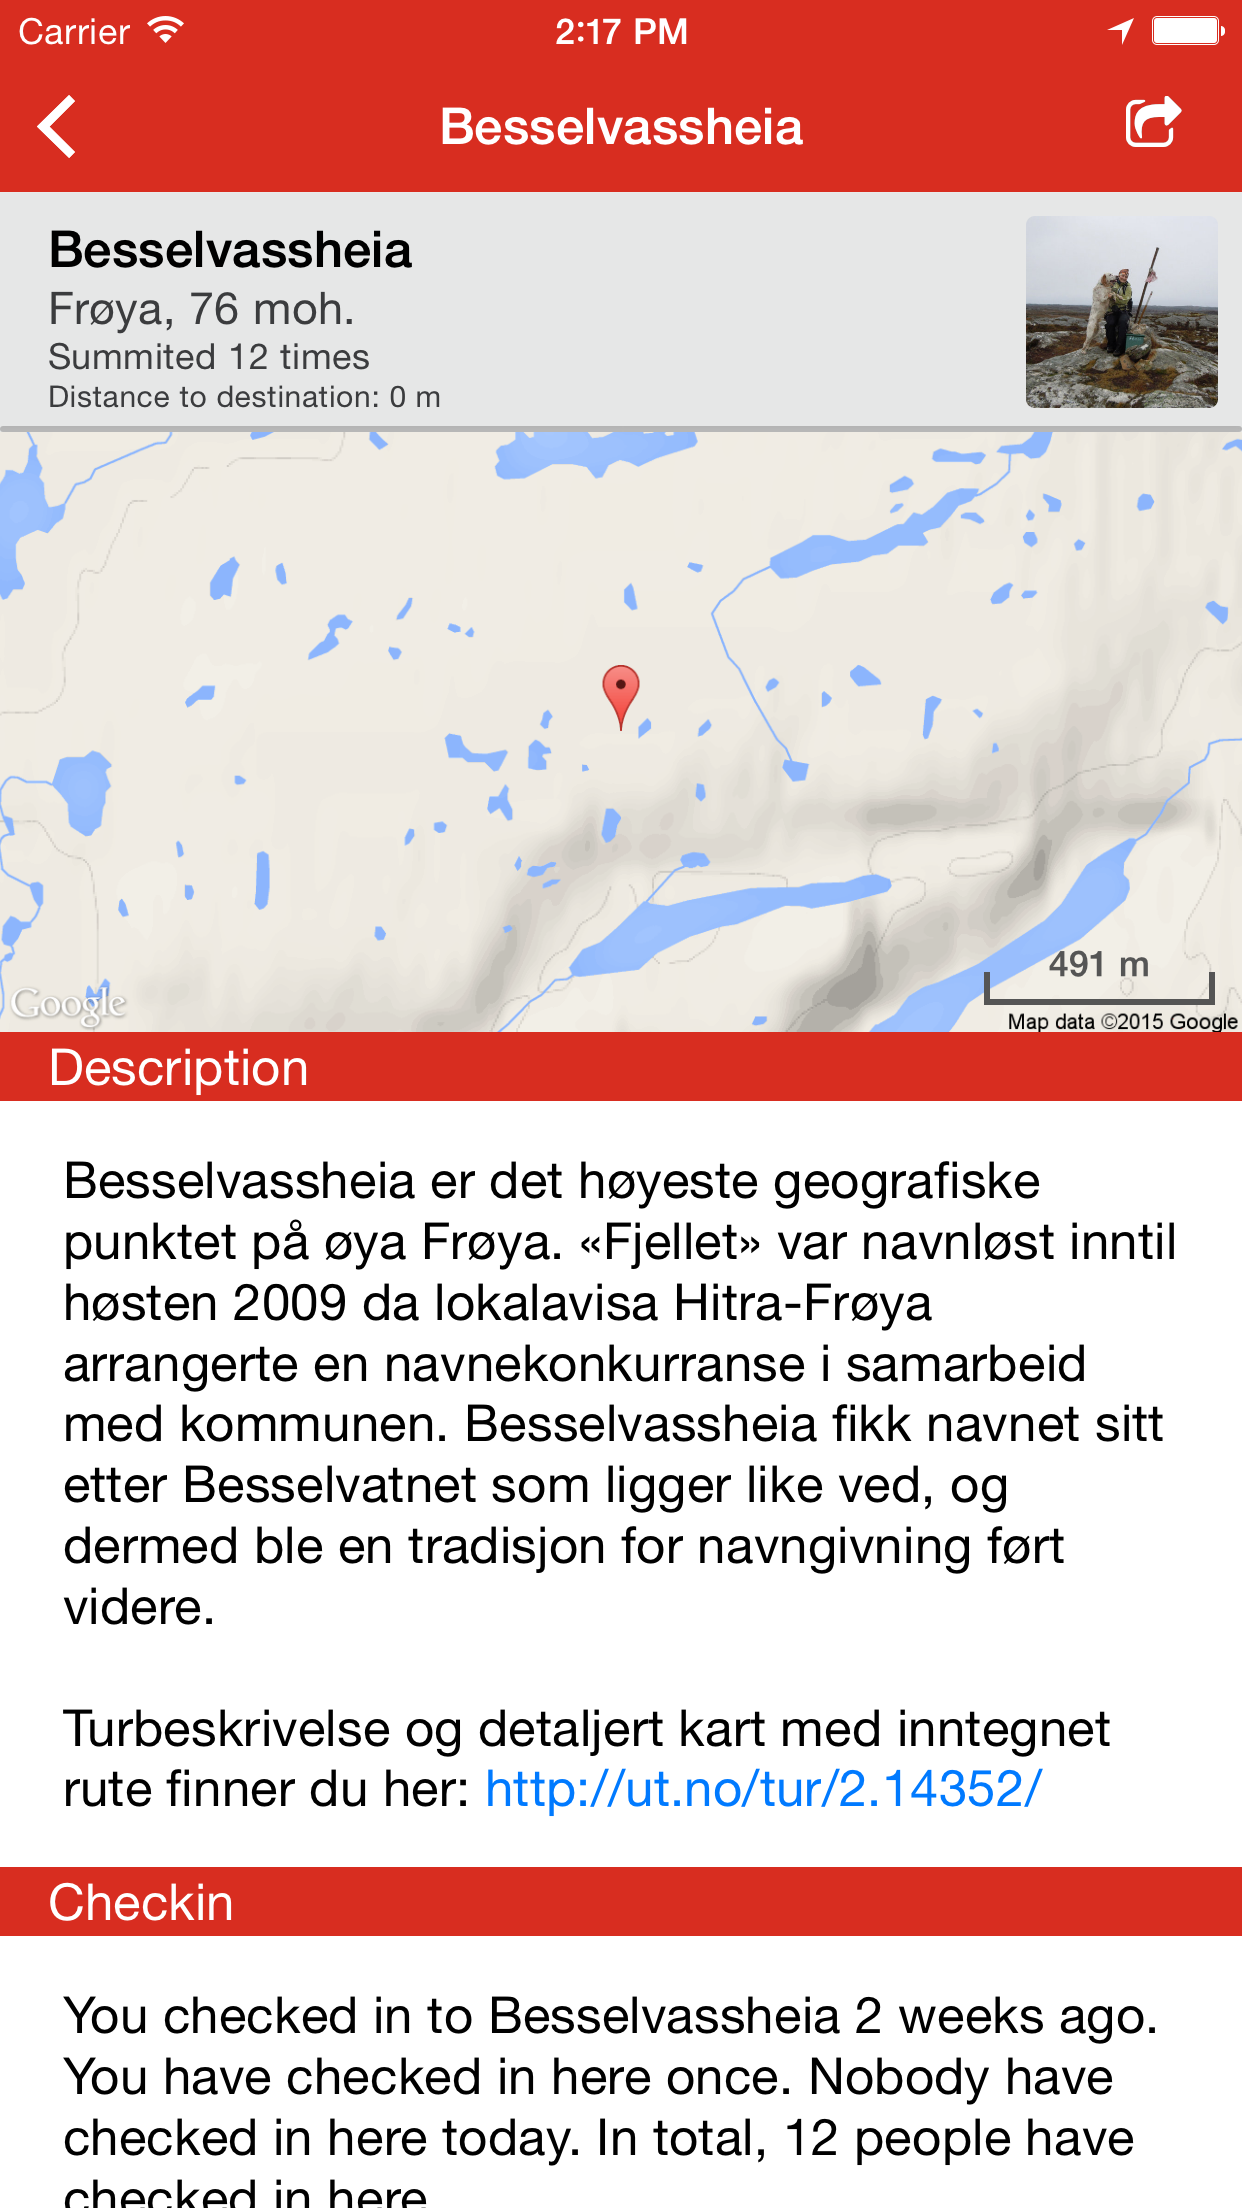 Carrier 2:17 PM
Besselvassheia
Besselvassheia
Frøya, 76 moh.
Summited 12 times
Distance to destination: 0 m
491 m
Google
Map data ©2015 Google
Description
Besselvassheia er det høyeste geografiske
punktet på øya Frøya. «Fjellet» var navnløst inntil
høsten 2009 da lokalavisa Hitra-Frøya
arrangerte en navnekonkurranse i samarbeid
med kommunen. Besselvassheia fikk navnet sitt
etter Besselvatnet som ligger like ved, og
dermed ble en tradisjon for navngivning ført
videre.
Turbeskrivelse og detaljert kart med inntegnet
rute finner du her: http://ut.no/tur/2.14352/
Checkin
You checked in to Besselvassheia 2 weeks ago.
You have checked in here once. Nobody have
checked in here today. In total, 12 people have
checked in here